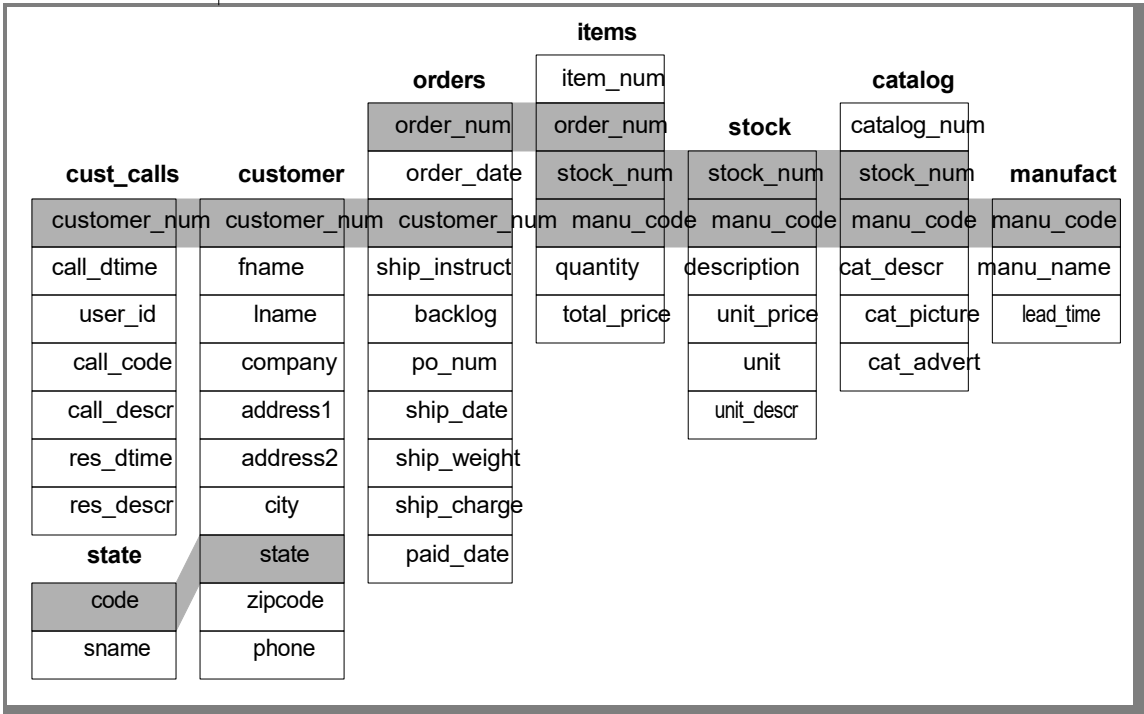 cust_calls
customer_num
call_dtime
user_id
call_code
call_descr
res_dtime
res_descr
state
code
sname
customer
customer_num
fname
lname
company
address1
address2
city
state
zipcode
phone
orders
order_num
order_date
customer_num
ship_instruct
backlog
po_num
ship_date
ship_weight
ship_charge
paid_date
items
item_num
order_num
stock_num
manu_code
quantity
total_price
stock
stock_num
manu_code
description
unit_price
unit
unit_descr
catalog
catalog_num
stock_num
manu_code
cat_descr
cat_picture
cat_advert
manufact
manu_code
manu_name
lead_time